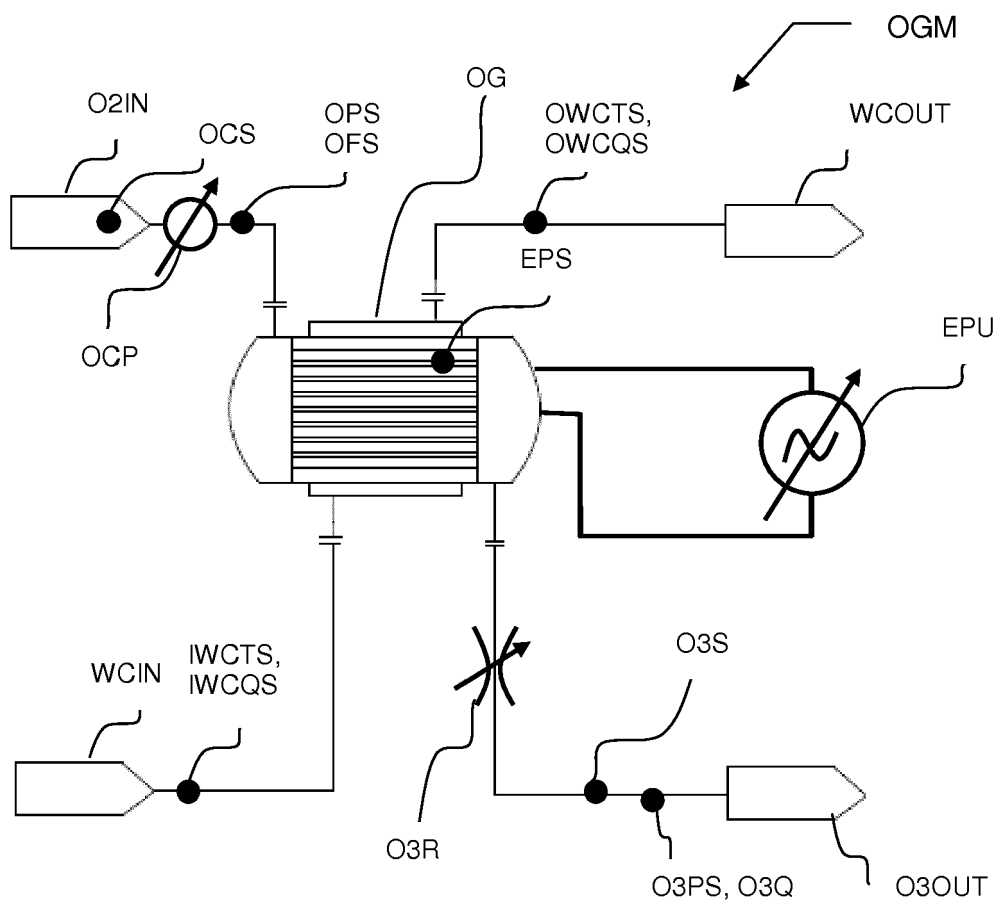 OGM
OG
O2IN
OCS
OPS
OFS
OWCTS,
OWCQS
WCOUT
EPS
EPU
OCP
WCIN
IWCTS,
IWCQS
O3S
O3R
O3PS, O3Q
O3OUT